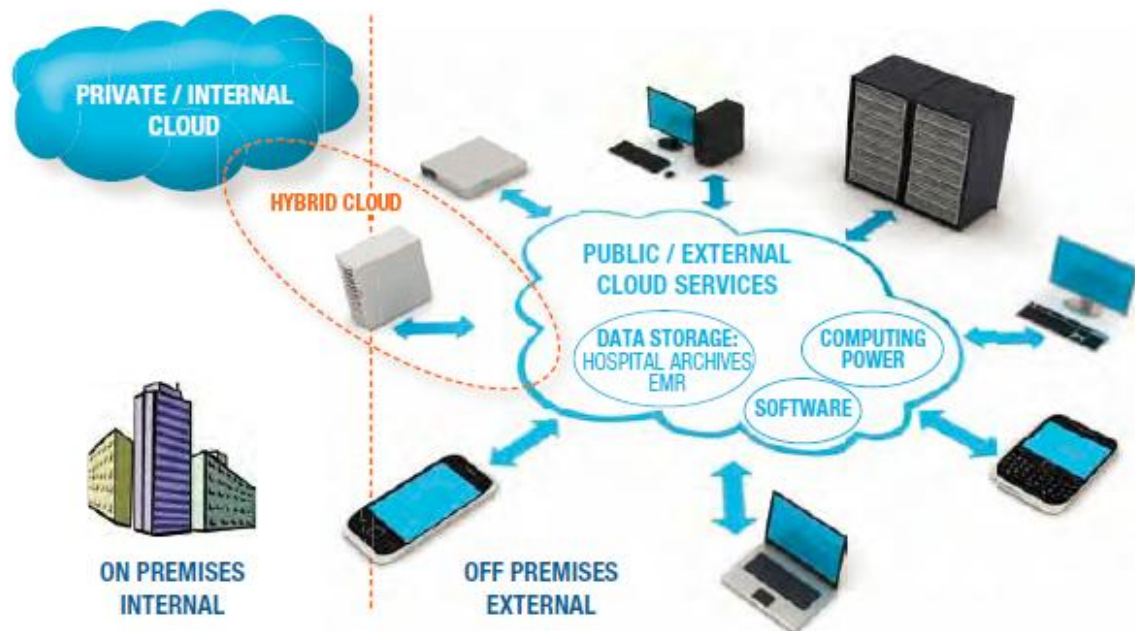 PRIVATE / INTERNAL
CLOUD
HYBRID CLOUD
PUBLIC / EXTERNAL
CLOUD SERVICES
DATA STORAGE:
HOSPITAL ARCHIVES
EMR
COMPUTING
POWER
SOFTWARE
ON PREMISES
INTERNAL
OFF PREMISES
EXTERNAL